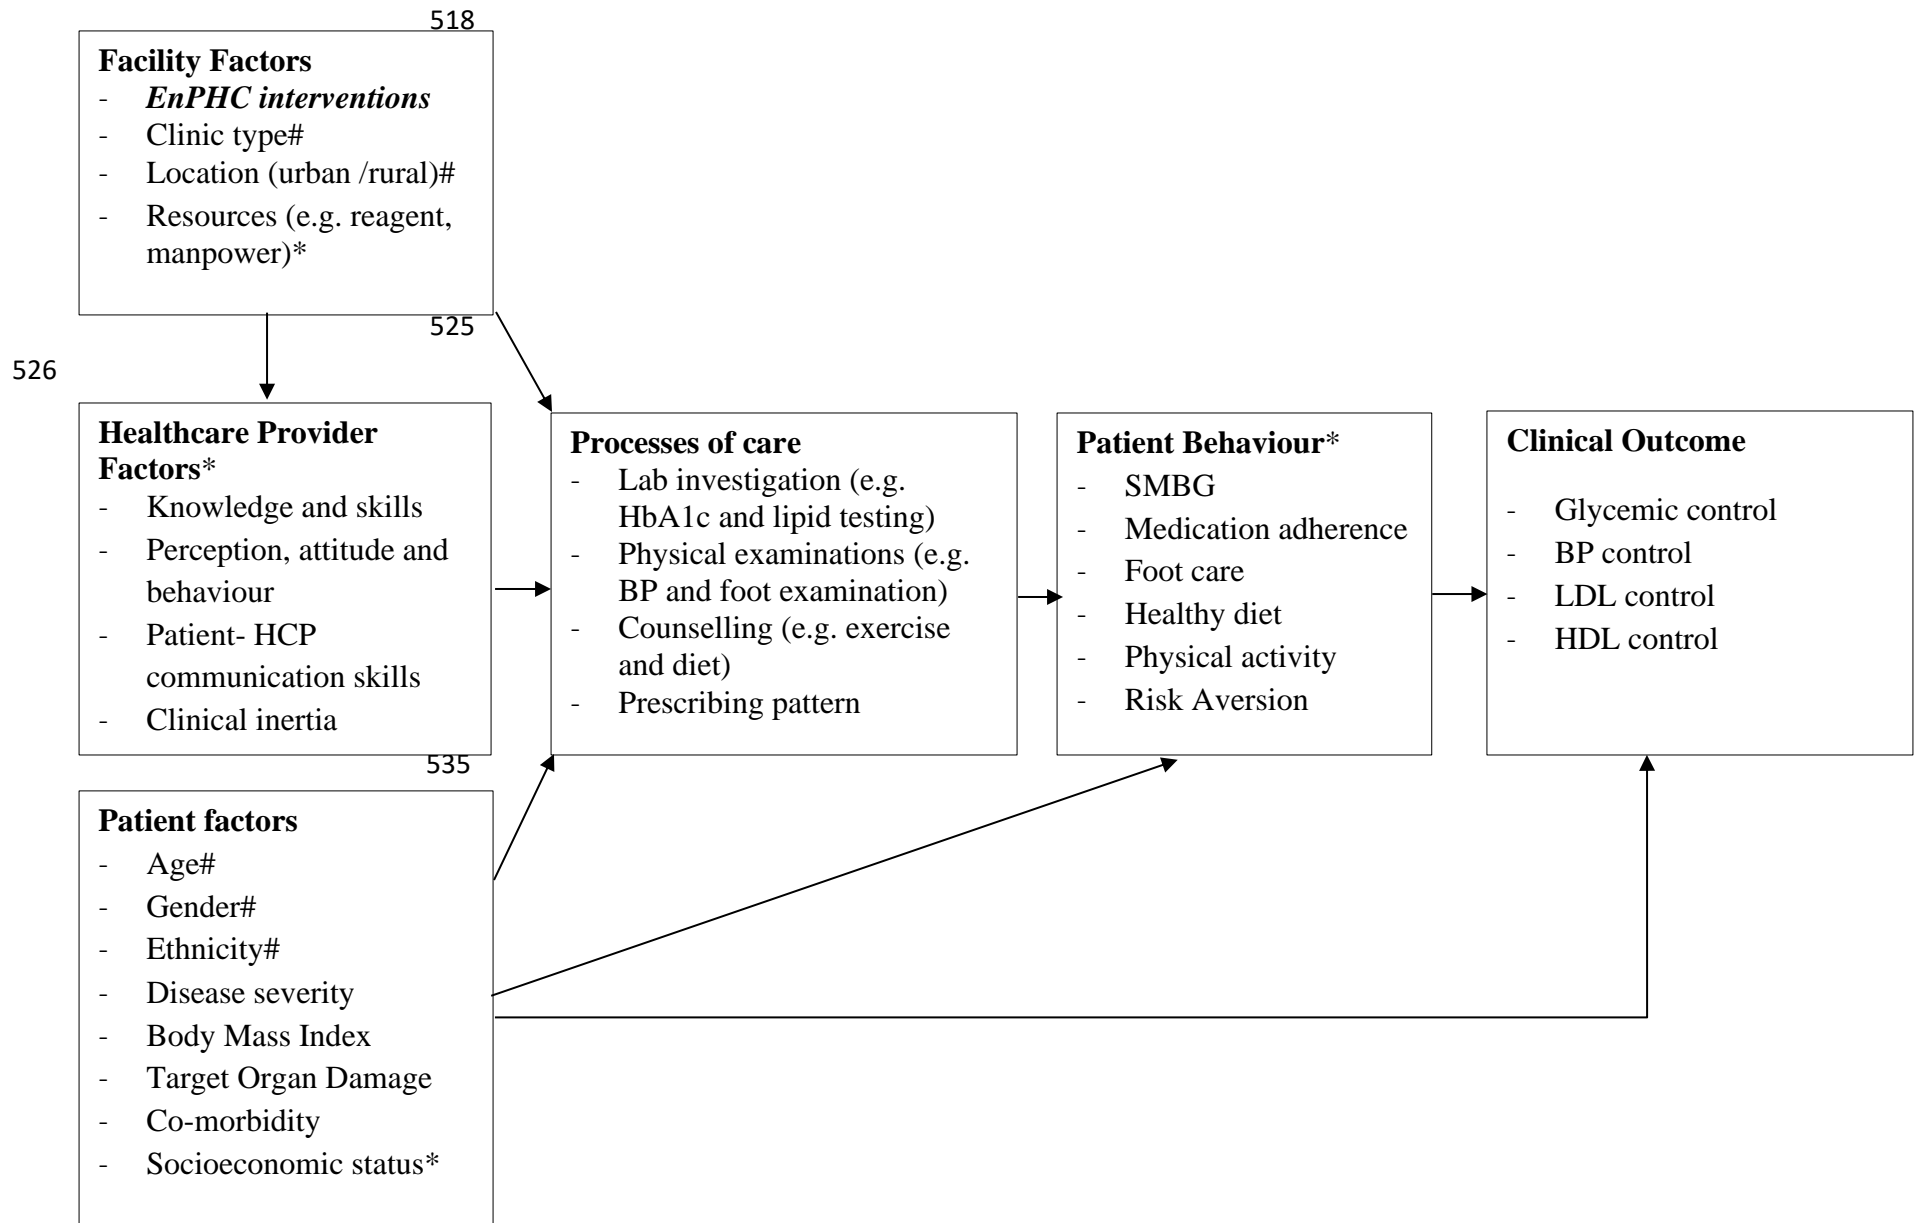 518
Facility Factors
- EnPHC interventions
- Clinic type#
- Location (urban /rural)#
- Resources (e.g. reagent,
manpower)*
525
526
Healthcare Provider
Factors*
- Knowledge and skills
- Perception, attitude and
behaviour
- Patient- HCP
communication skills
- Clinical inertia
Processes of care
- Lab investigation (e.g.
HbA1c and lipid testing)
- Physical examinations (e.g.
BP and foot examination)
- Counselling (e.g. exercise
and diet)
- Prescribing pattern
Patient Behaviour*
- SMBG
- Medication adherence
- Foot care
- Healthy diet
- Physical activity
- Risk Aversion
Clinical Outcome
- Glycemic control
- BP control
- LDL control
- HDL control
535
Patient factors
- Age#
- Gender#
- Ethnicity#
- Disease severity
- Body Mass Index
- Target Organ Damage
- Co-morbidity
- Socioeconomic status*